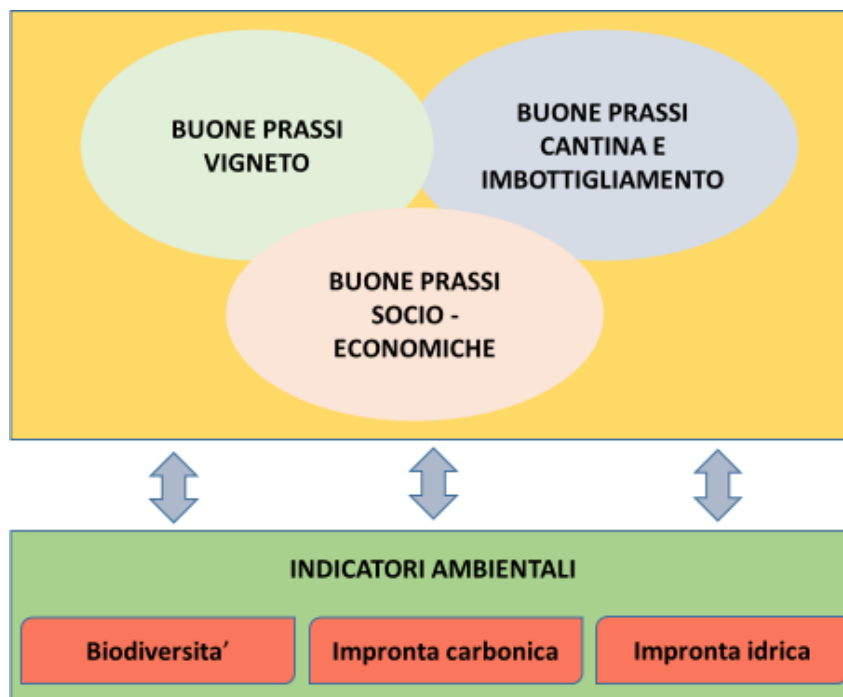 BUONE PRASSI
VIGNETO
BUONE PRASSI
CANTINA E
IMBOTTIGLIAMENTO
BUONE PRASSI
SOCIO -
ECONOMICHE
INDICATORI AMBIENTALI
Biodiversita’
Impronta carbonica
Impronta idrica